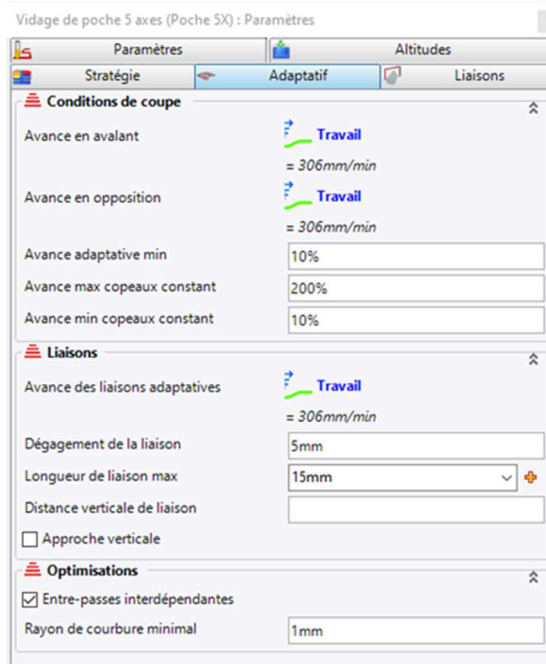 Vidage de poche 5 axes (Poche 5X) : Paramètres
Paramètres Altitudes
Stratégie Adaptatif Liaisons
Conditions de coupe
Avance en avalant Travail
= 306mm/min
Avance en opposition Travail
= 306mm/min
Avance adaptative min 10%
Avance max copeaux constant 200%
Avance min copeaux constant 10%
Liaisons
Avance des liaisons adaptatives Travail
= 306mm/min
Dégagement de la liaison 5mm
Longueur de liaison max 15mm
Distance verticale de liaison
Approche verticale
Optimisations
Entre-passes interdépendantes
Rayon de courbure minimal 1mm